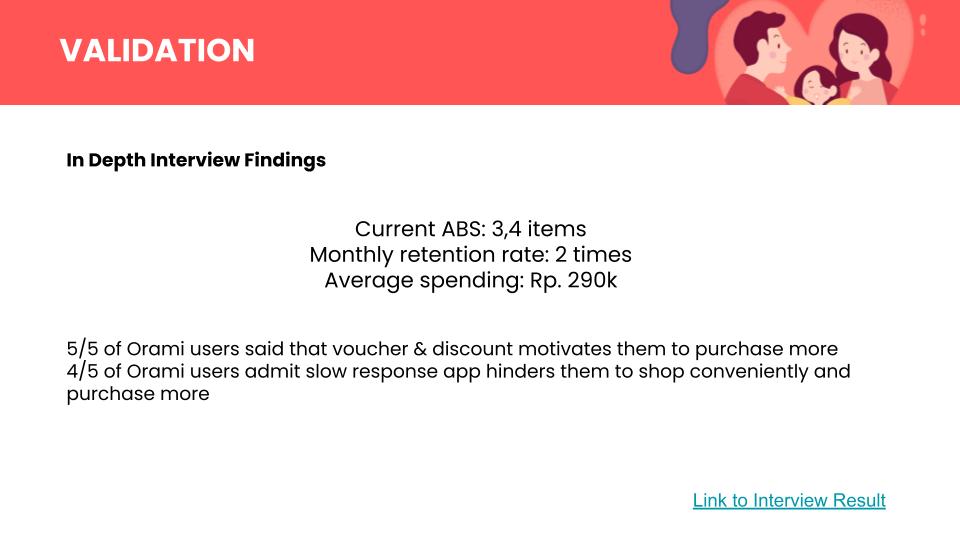 VALIDATION
In Depth Interview Findings
Current ABS: 3,4 items
Monthly retention rate: 2 times
Average spending: Rp. 290k
5/5 of Orami users said that voucher & discount motivates them to purchase more
4/5 of Orami users admit slow response app hinders them to shop conveniently and
purchase more
Link to Interview Result